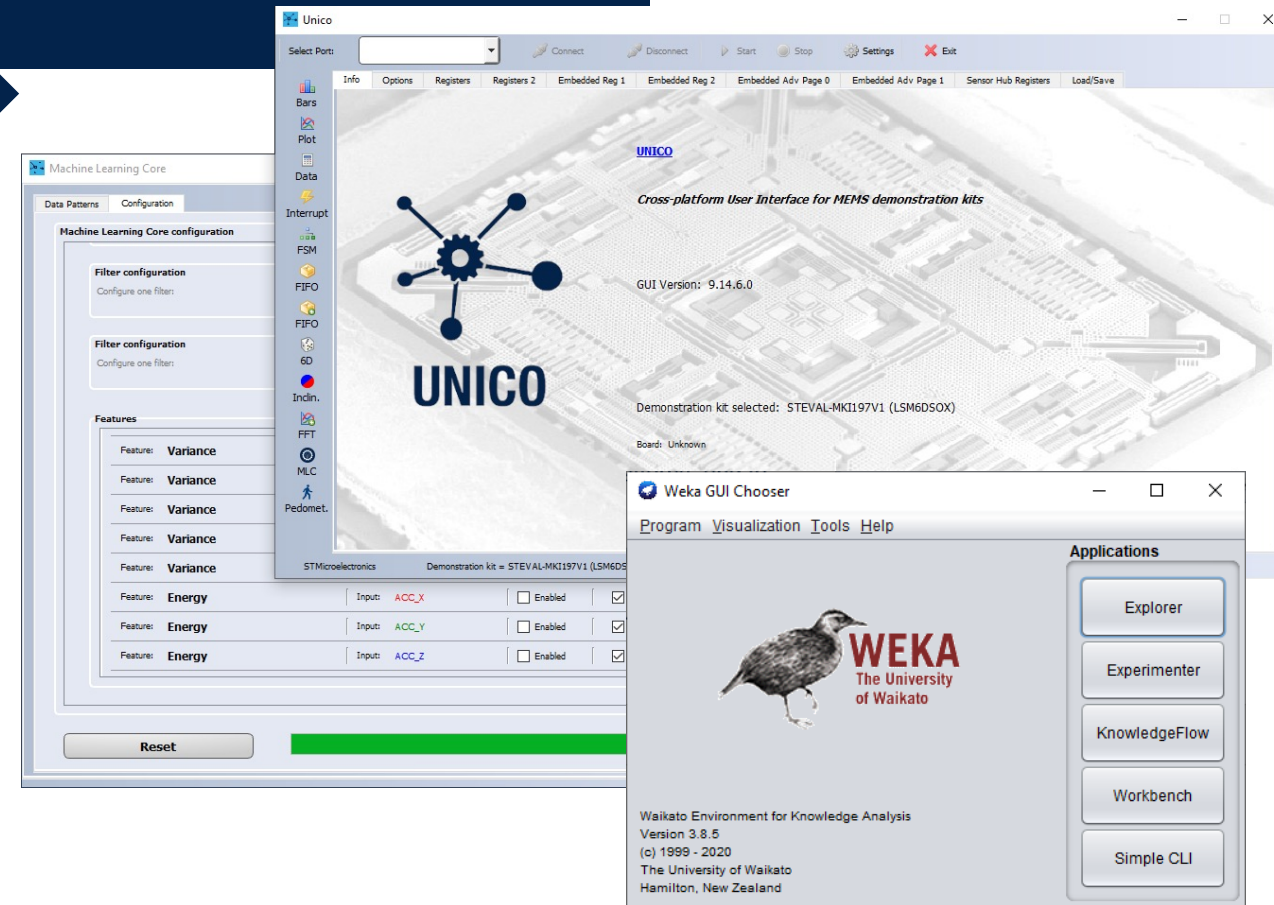 Unico
Select Port:
Connect
Disconnect
Start
Stop
Settings
Exit
Info
Options
Registers
Registers 2
Embedded Reg 1
Embedded Reg 2
Embedded Adv Page 0
Embedded Adv Page 1
Sensor Hub Registers
Load/Save
Bars
Plot
Data
Interrupt
FSM
FIFO
FIFO
6D
Inclin.
FFT
MLC
Pedomet.
UNICO
UNICO
Cross-platform User Interface for MEMS demonstration kits
GUI Version: 9.14.6.0
Demonstration kit selected: STEVAL-MKI197V1 (LSM6DSOX)
Board: Unknown
STMicroelectronics
Demonstration kit = STEVAL-MKI197V1 (LSM6DS
Machine Learning Core
Data Patterns
Configuration
Machine Learning Core configuration
Filter configuration
Configure one filter:
Filter configuration
Configure one filter:
Features
Feature: Variance
Feature: Variance
Feature: Variance
Feature: Variance
Feature: Variance
Feature: Energy Input: ACC_X Enabled
Feature: Energy Input: ACC_Y Enabled
Feature: Energy Input: ACC_Z Enabled
Reset
Weka GUI Chooser
Program Visualization Tools Help
Applications
Explorer
Experimenter
KnowledgeFlow
Workbench
Simple CLI
WEKA
The University
of Waikato
Waikato Environment for Knowledge Analysis
Version 3.8.5
(c) 1999 - 2020
The University of Waikato
Hamilton, New Zealand